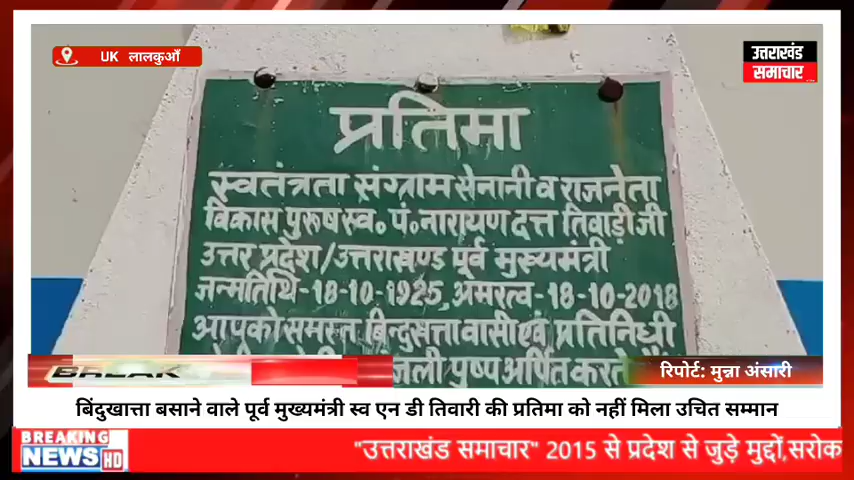 UK लालकुआँ
उत्तराखंड
समाचार
प्रतिमा
स्वतंत्रता संग्राम सेनानी व राजनेता
विकास पुरूष स्व० पं० नारायण दत्त तिवाड़ी जी
उत्तर प्रदेश/उत्तराखण्ड पूर्व मुख्यमंत्री
जन्मतिथि-18-10-1925, अमरत्व-18-10-2018
आपको समस्त बिन्दुखत्ता वासी एवं प्रतिनिधी
पुष्प अर्पित करते
रिपोर्ट: मुन्ना अंसारी
बिंदुखात्ता बसाने वाले पूर्व मुख्यमंत्री स्व एन डी तिवारी की प्रतिमा को नहीं मिला उचित सम्मान
BREAKING
NEWS HD
"उत्तराखंड समाचार" 2015 से प्रदेश से जुड़े मुद्दों,सरोक